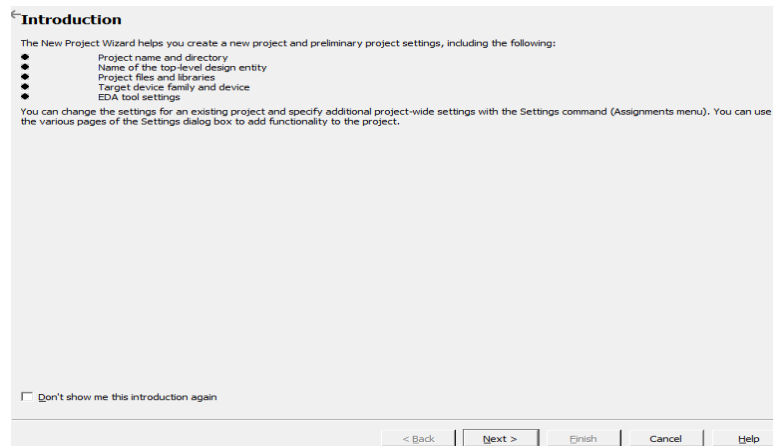 Introduction
The New Project Wizard helps you create a new project and preliminary project settings, including the following:
Project name and directory
Name of the top-level design entity
Project files and libraries
Target device family and device
EDA tool settings
You can change the settings for an existing project and specify additional project-wide settings with the Settings command (Assignments menu). You can use
the various pages of the Settings dialog box to add functionality to the project.
Don't show me this introduction again
< Back Next > Finish Cancel Help